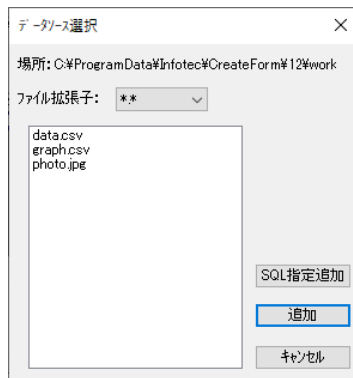 ﾃﾞｰﾀｿｰｽ選択
場所: C:¥ProgramData¥Infotec¥CreateForm¥12¥work
ﾌｧｲﾙ拡張子: *.*
data.csv
graph.csv
photo.jpg
SQL指定追加
追加
ｷｬﾝｾﾙ